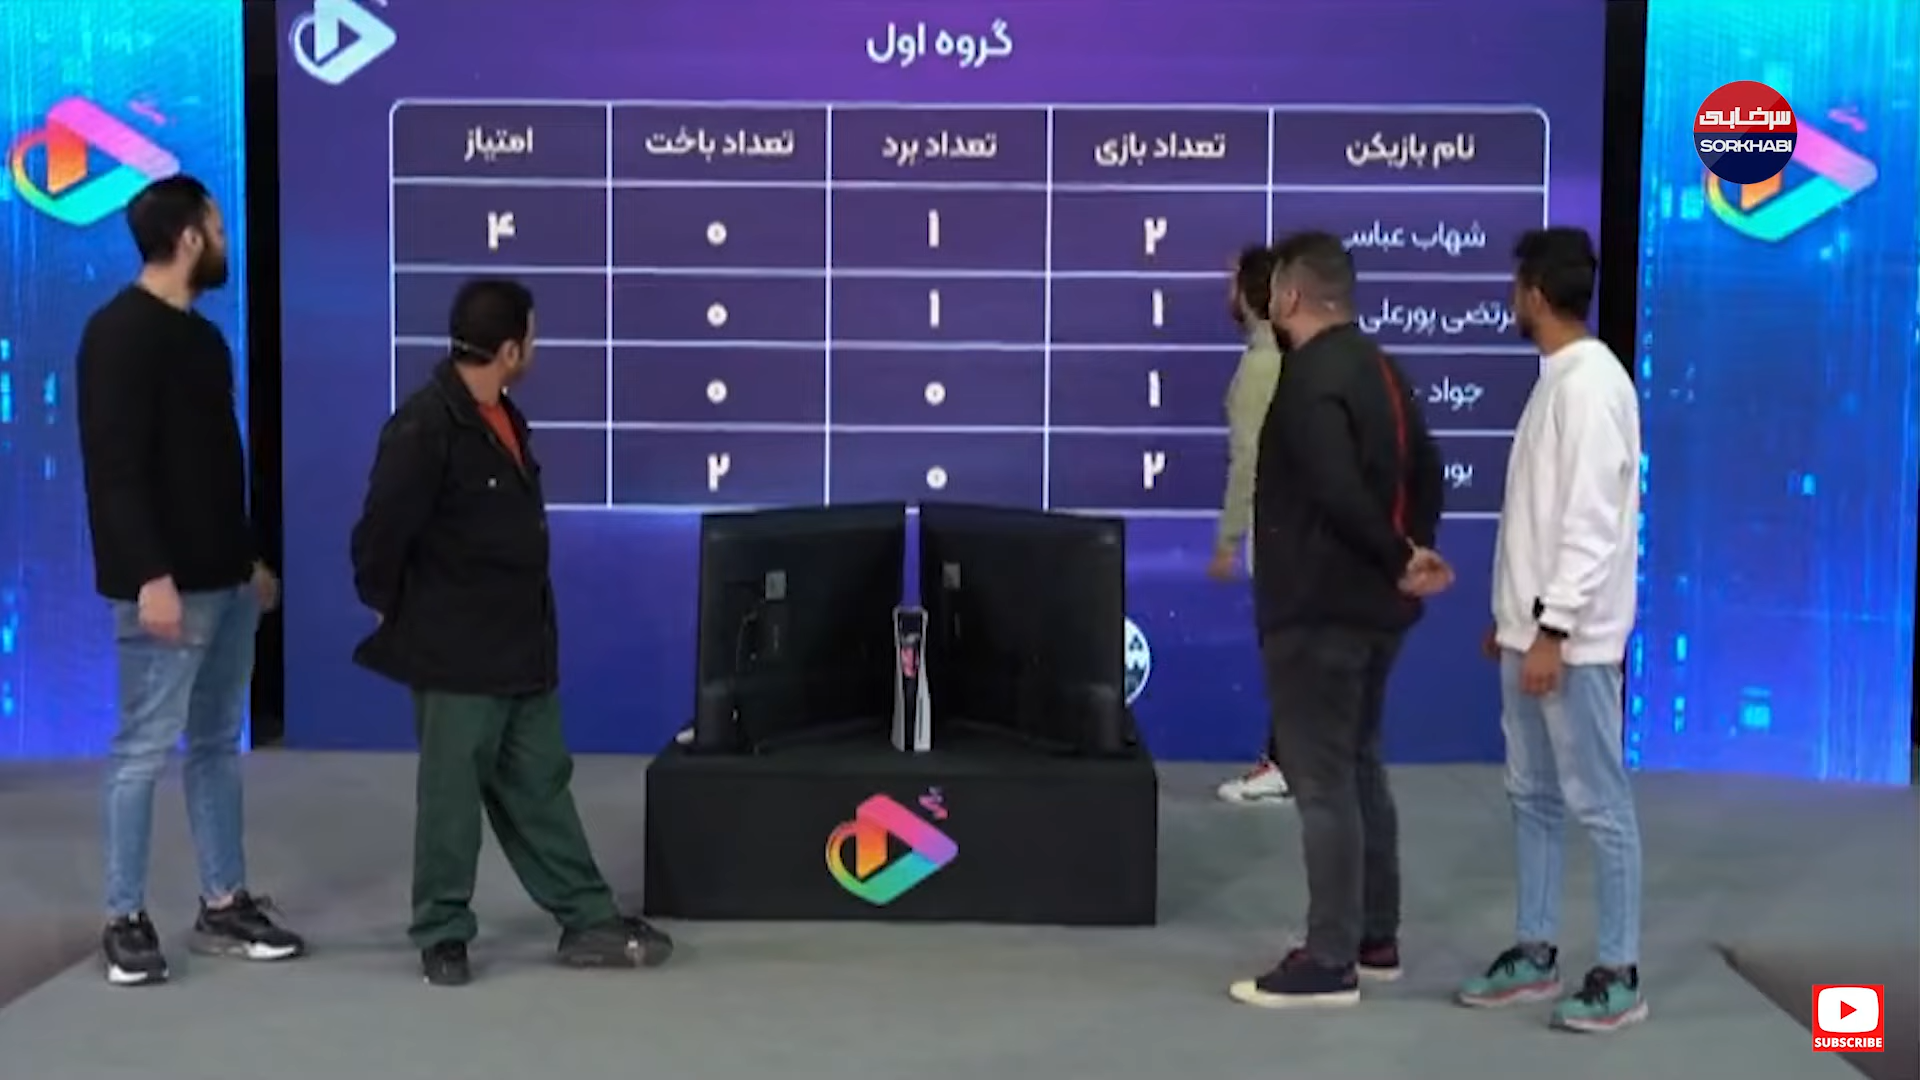 گروه اول
نام بازیکن تعداد بازی تعداد برد تعداد باخت امتیاز
شهاب عباسی ۲ ۱ ۰ ۴
مرتضی پورعلی ۱ ۱ ۰
جواد ۱ ۰ ۰
۲ ۰ ۲
سرخابی
SORKHABI
SUBSCRIBE